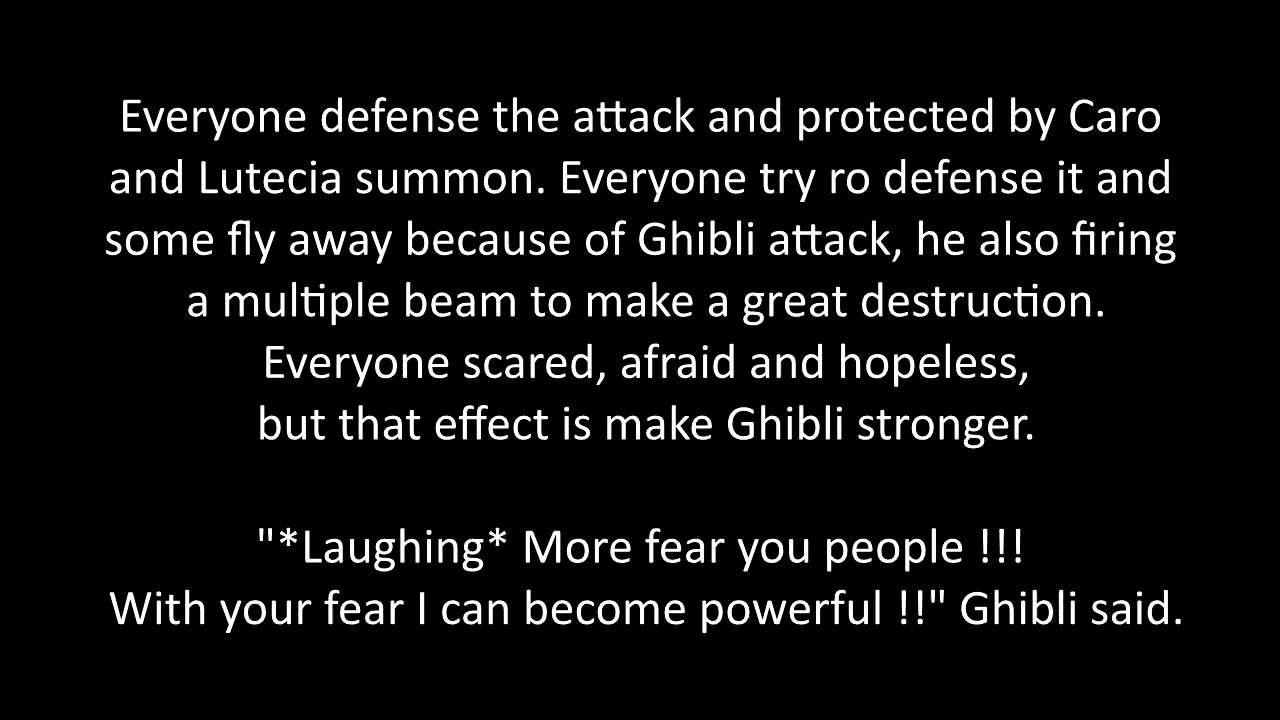 Everyone defense the attack and protected by Caro
and Lutecia summon. Everyone try ro defense it and
some fly away because of Ghibli attack, he also firing
a multiple beam to make a great destruction.
Everyone scared, afraid and hopeless,
but that effect is make Ghibli stronger.
"*Laughing* More fear you people !!!
With your fear I can become powerful !!" Ghibli said.